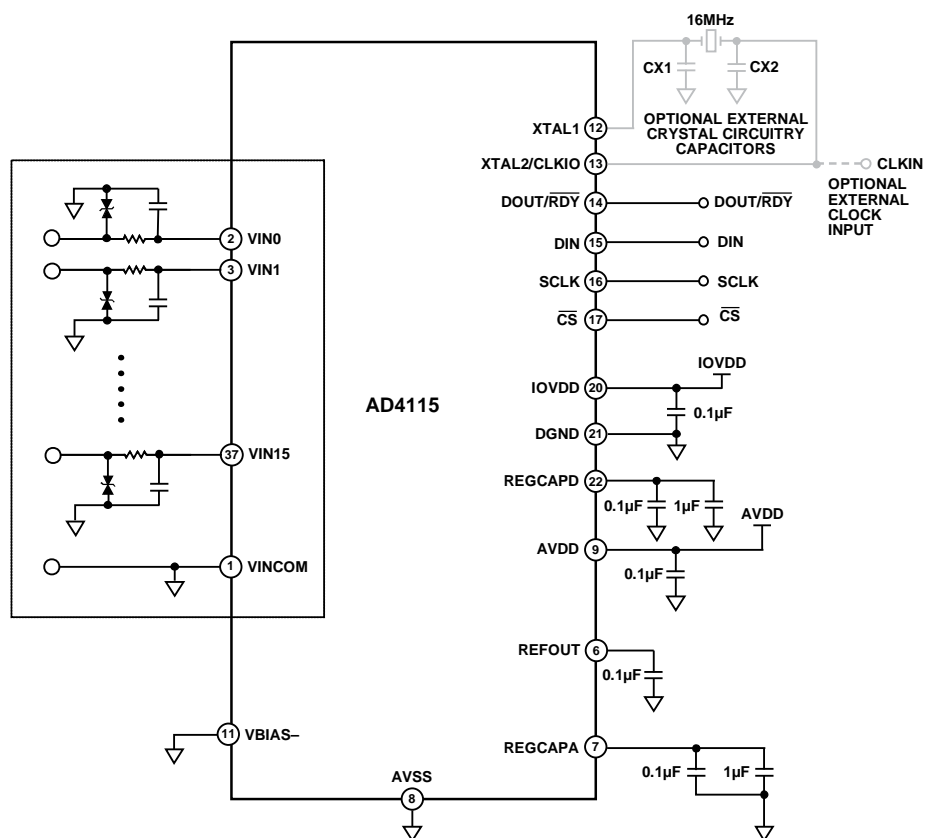 16MHz
CX1
CX2
OPTIONAL EXTERNAL
CRYSTAL CIRCUITRY
CAPACITORS
XTAL1
12
XTAL2/CLKIO
13
CLKIN
OPTIONAL
EXTERNAL
CLOCK
INPUT
DOUT/RDY
14
DOUT/RDY
DIN
15
DIN
SCLK
16
SCLK
CS
17
CS
2
VIN0
3
VIN1
37
VIN15
1
VINCOM
AD4115
IOVDD
20
IOVDD
0.1µF
DGND
21
REGCAPD
22
0.1µF
1µF
AVDD
AVDD
9
0.1µF
REFOUT
6
0.1µF
11
VBIAS–
REGCAPA
7
0.1µF
1µF
AVSS
8